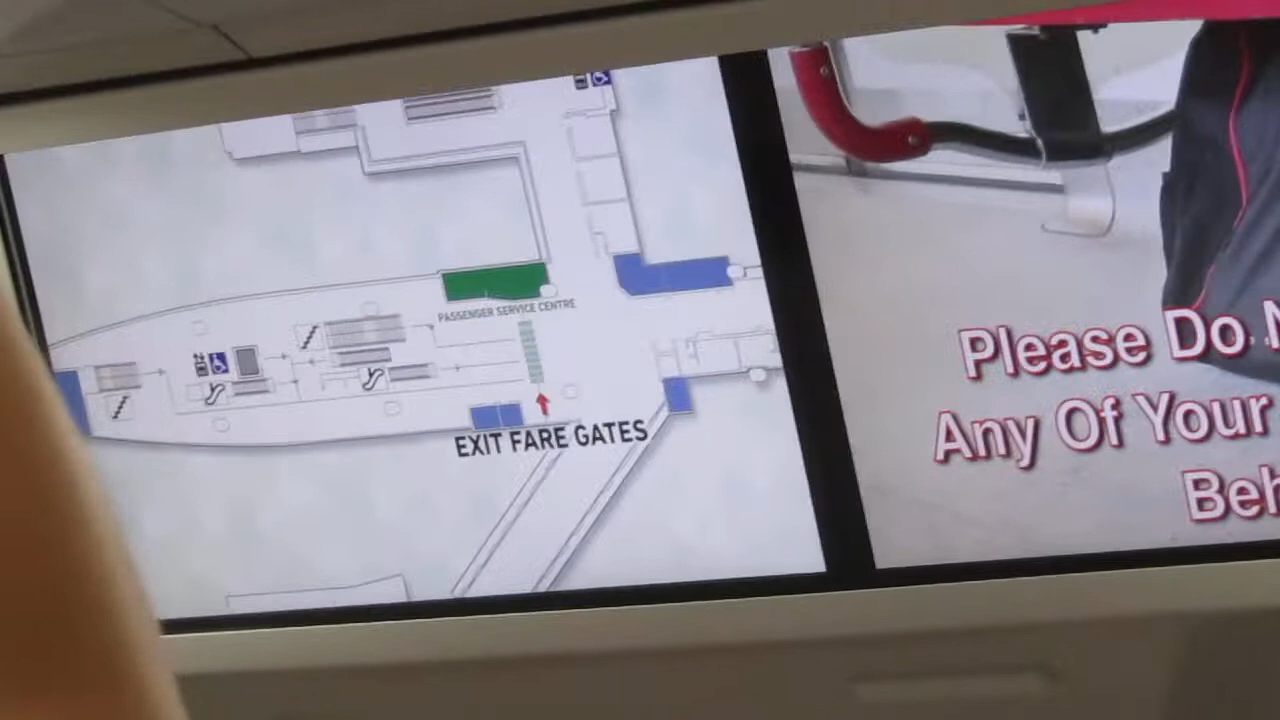 PASSENGER SERVICE CENTRE
EXIT FARE GATES
Please Do
Any Of Your